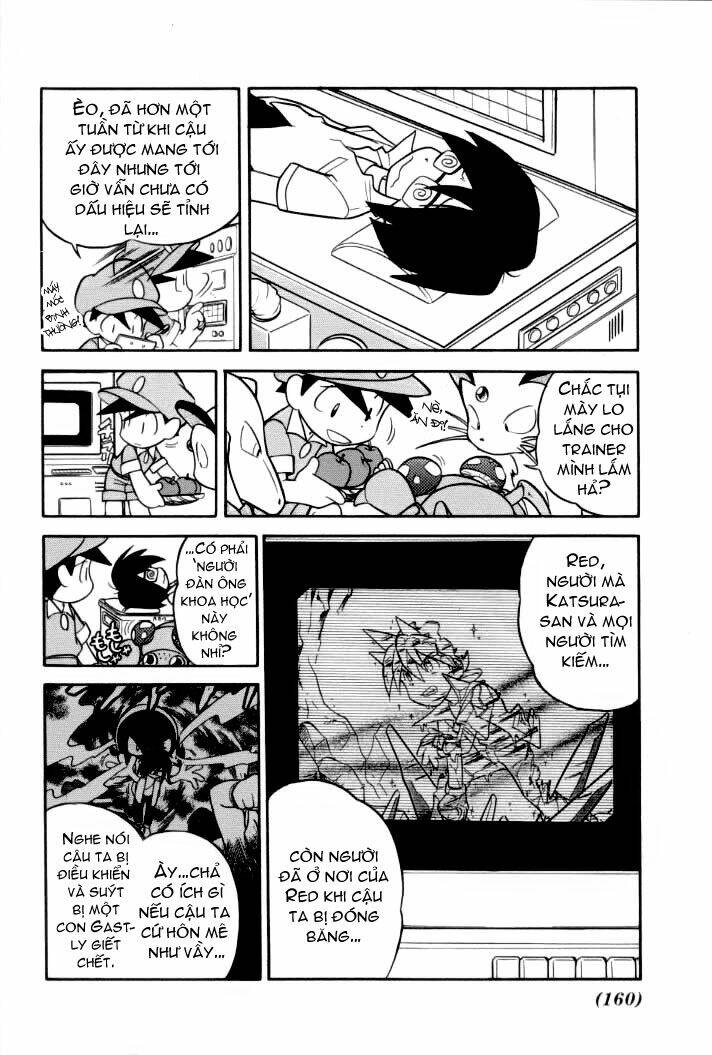 ÈO, ĐÃ HƠN MỘT
TUẦN TỪ KHI CẬU
ẤY ĐƯỢC MANG TỚI
ĐÂY NHƯNG TỚI
GIỜ VẪN CHƯA CÓ
DẤU HIỆU SẼ TỈNH
LẠI...
MÁY
MÓC
BÌNH
THƯỜNG!
CHẮC TỤI
MÀY LO
LẮNG CHO
TRAINER
MÌNH LẮM
HẢ?
NÈ,
ĂN ĐI!
...CÓ PHẢI
'NGƯỜI
ĐÀN ÔNG
KHOA HỌC'
NÀY
KHÔNG
NHỈ?
RED,
NGƯỜI MÀ
KATSURA-
SAN VÀ MỌI
NGƯỜI TÌM
KIẾM...
CÒN NGƯỜI
ĐÃ Ở NƠI CỦA
RED KHI CẬU
TA BỊ ĐÓNG
BĂNG...
ÀY...CHẢ
CÓ ÍCH GÌ
NẾU CẬU TA
CỨ HÔN MÊ
NHƯ VẦY...
NGHE NÓI
CÂU TA BỊ
ĐIỀU KHIỂN
VÀ SUÝT
BỊ MỘT
CON GAST-
LY GIẾT
CHẾT.
(160)